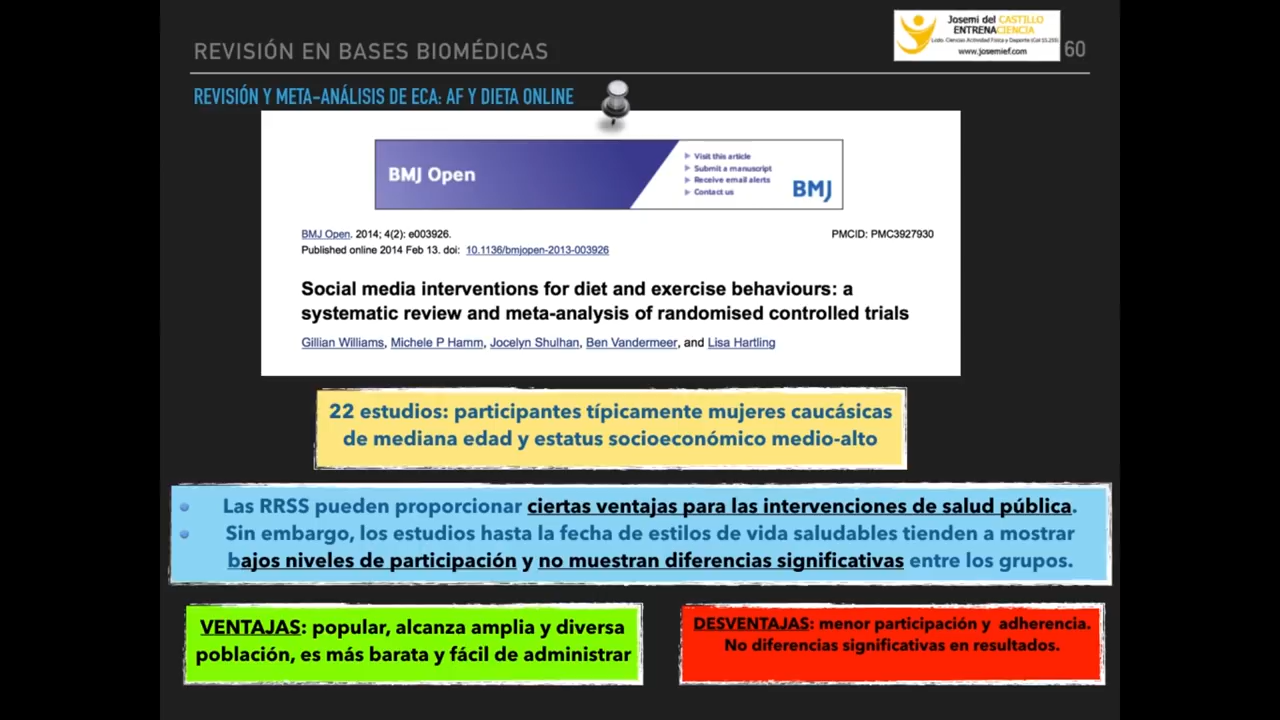 REVISIÓN EN BASES BIOMÉDICAS
Josemi del CASTILLO
ENTRENACIENCIA
www.josemief.com
60
REVISIÓN Y META-ANÁLISIS DE ECA: AF Y DIETA ONLINE
BMJ Open
Visit this article
Submit a manuscript
Receive email alerts
Contact us
BMJ
BMJ Open. 2014; 4(2): e003926.
PMCID: PMC3927930
Published online 2014 Feb 13. doi: 10.1136/bmjopen-2013-003926
Social media interventions for diet and exercise behaviours: a
systematic review and meta-analysis of randomised controlled trials
Gillian Williams, Michele P Hamm, Jocelyn Shulhan, Ben Vandermeer, and Lisa Hartling
22 estudios: participantes típicamente mujeres caucásicas
de mediana edad y estatus socioeconómico medio-alto
• Las RRSS pueden proporcionar ciertas ventajas para las intervenciones de salud pública.
• Sin embargo, los estudios hasta la fecha de estilos de vida saludables tienden a mostrar
bajos niveles de participación y no muestran diferencias significativas entre los grupos.
VENTAJAS: popular, alcanza amplia y diversa
población, es más barata y fácil de administrar
DESVENTAJAS: menor participación y adherencia.
No diferencias significativas en resultados.